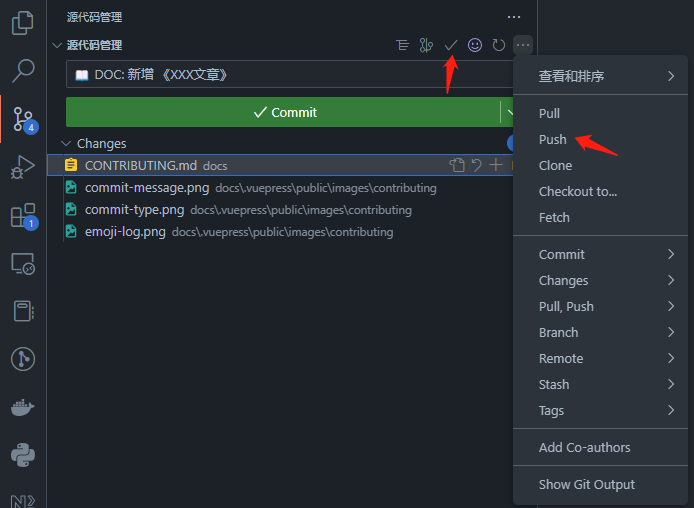 源代码管理
源代码管理
📖 DOC: 新增 《XXX文章》
Commit
Changes
CONTRIBUTING.md docs
commit-message.png docs\.vuepress\public\images\contributing
commit-type.png docs\.vuepress\public\images\contributing
emoji-log.png docs\.vuepress\public\images\contributing
4
1
查看和排序
Pull
Push
Clone
Checkout to...
Fetch
Commit
Changes
Pull, Push
Branch
Remote
Stash
Tags
Add Co-authors
Show Git Output